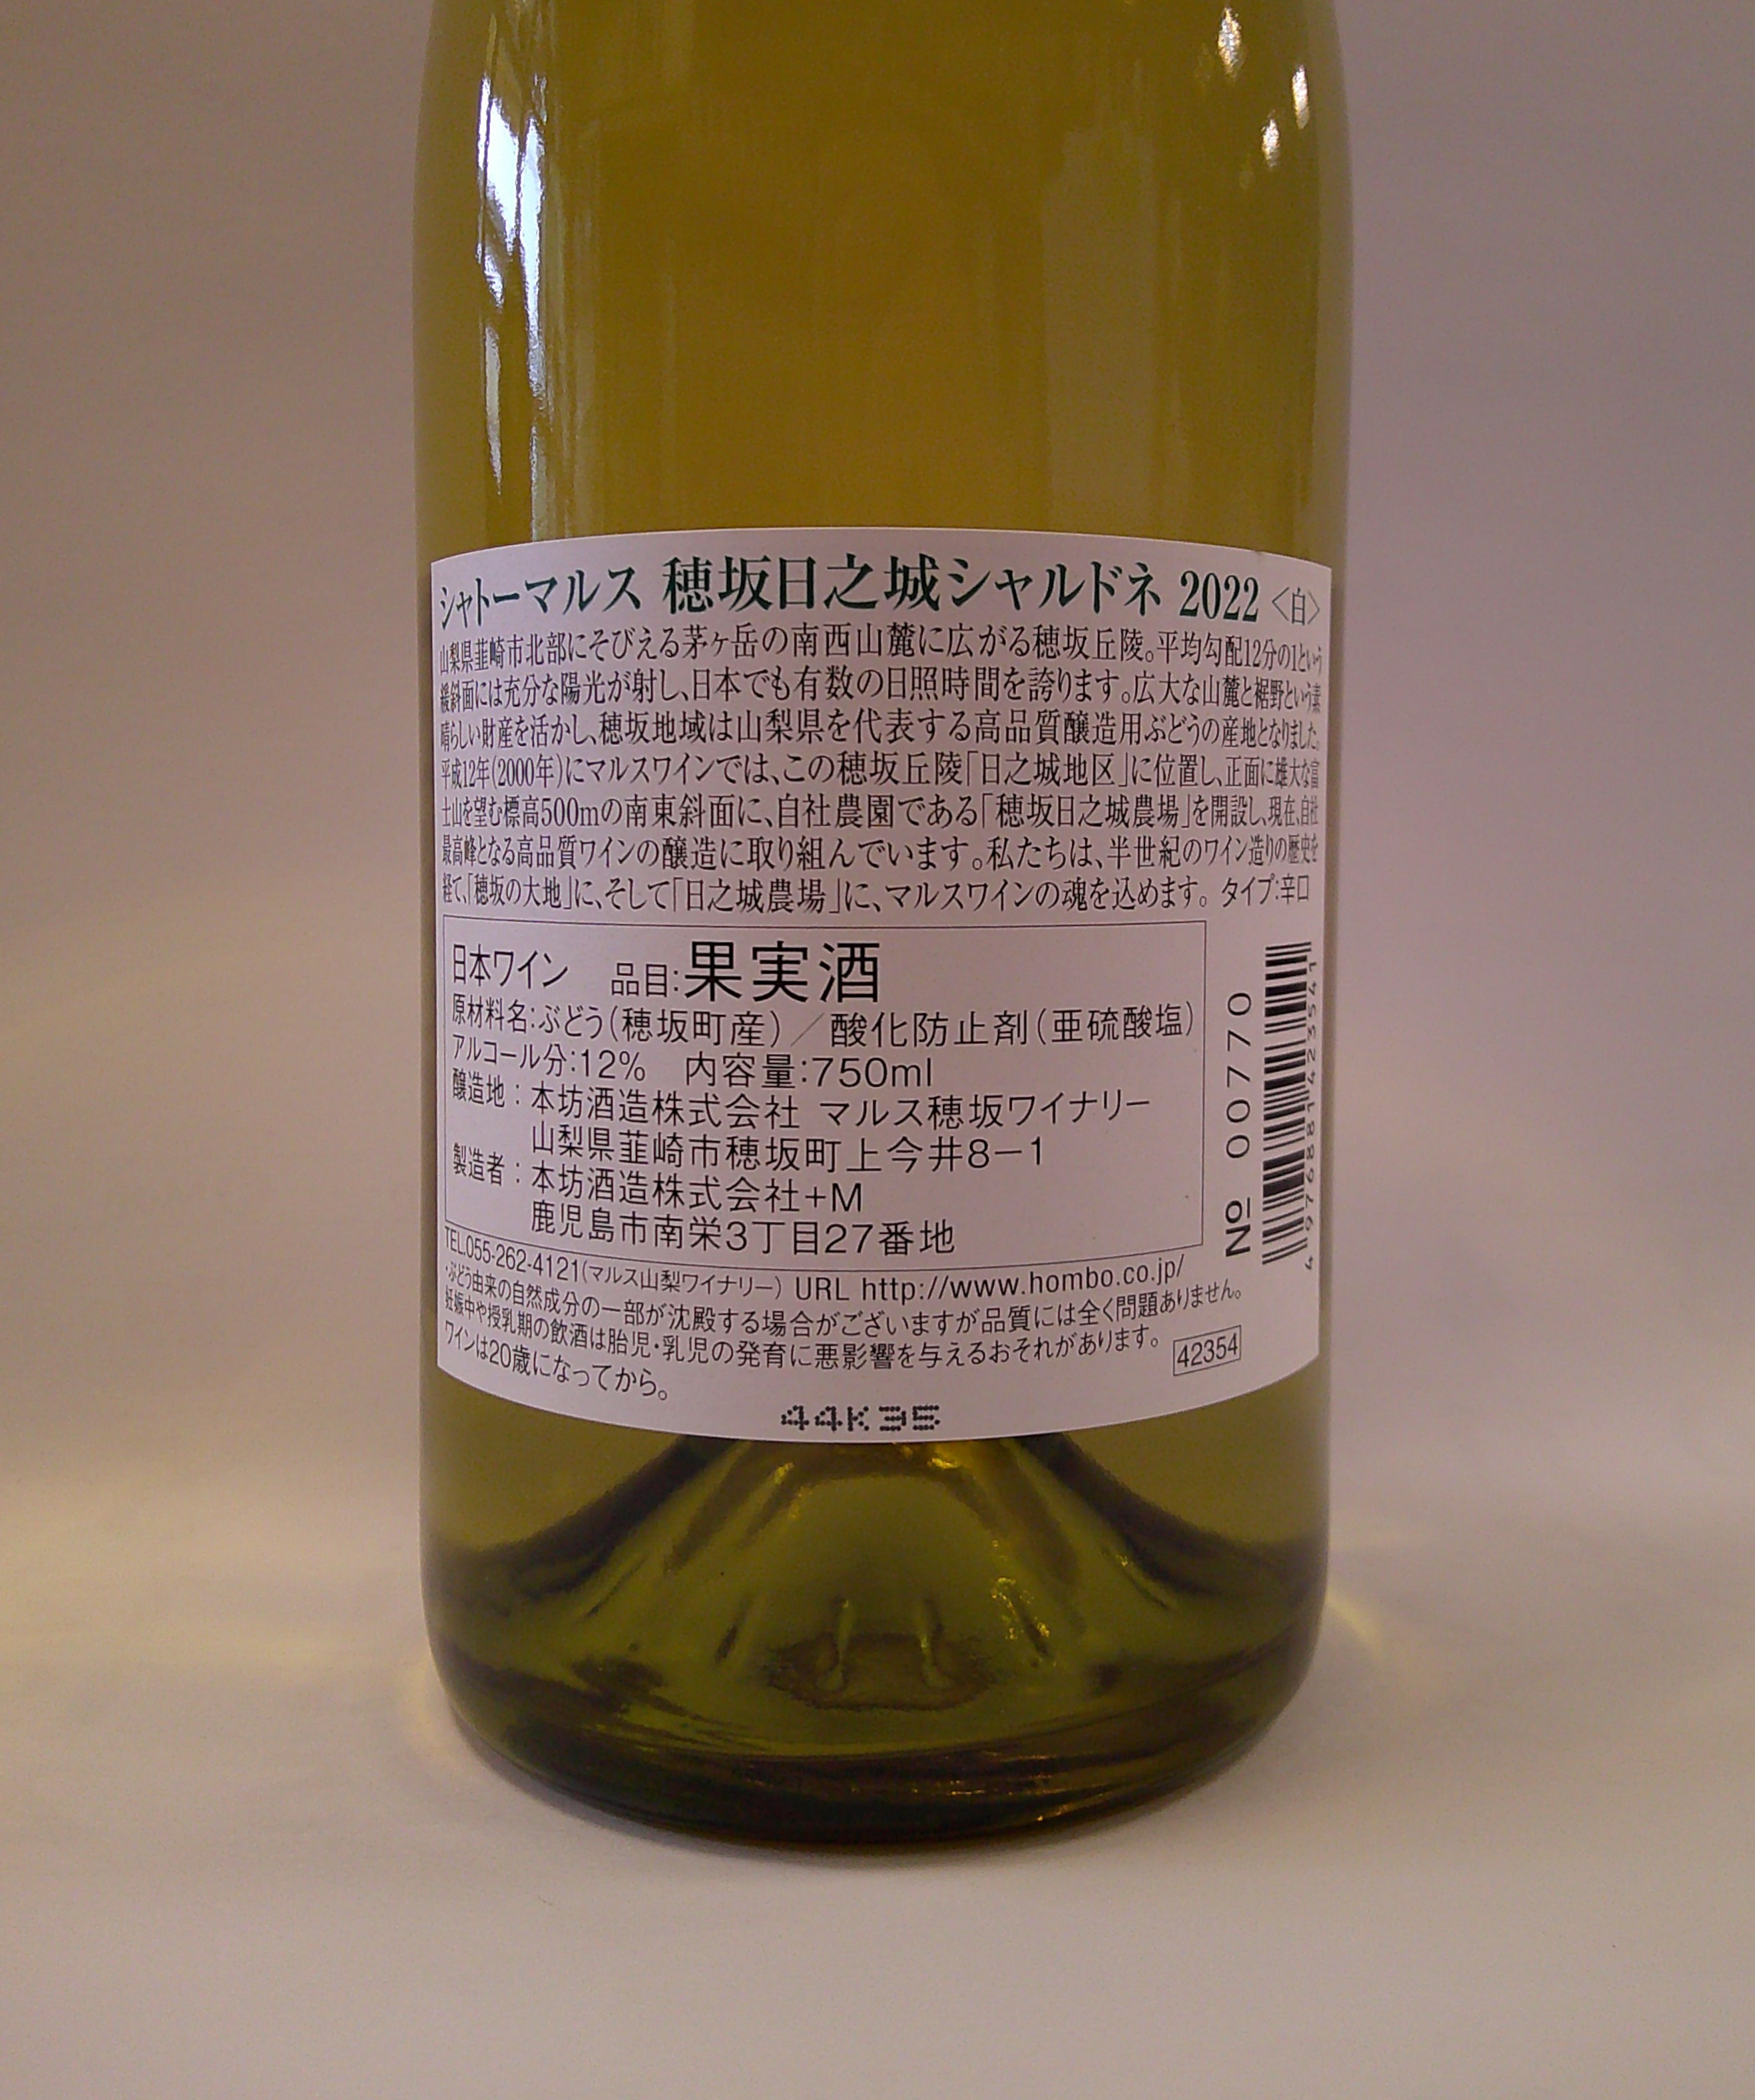 シャトーマルス 穂坂日之城シャルドネ 2022 〈白〉
山梨県韮崎市北部にそびえる茅ヶ岳の南西山麓に広がる穂坂丘陵。平均勾配12分の1という
緩斜面には充分な陽光が射し、日本でも有数の日照時間を誇ります。広大な山麓と裾野という素
晴らしい財産を活かし、穂坂地域は山梨県を代表する高品質醸造用ぶどうの産地となりました。
平成12年(2000年)にマルスワインでは、この穂坂丘陵「日之城地区」に位置し、正面に雄大な富
士山を望む標高500mの南東斜面に、自社農園である「穂坂日之城農場」を開設し、現在、自社
最高峰となる高品質ワインの醸造に取り組んでいます。私たちは、半世紀のワイン造りの歴史を
経て、「穂坂の大地」に、そして「日之城農場」に、マルスワインの魂を込めます。 タイプ:辛口
日本ワイン 品目:果実酒
原材料名:ぶどう(穂坂町産)／酸化防止剤(亜硫酸塩)
アルコール分:12% 内容量:750ml
醸造地:本坊酒造株式会社 マルス穂坂ワイナリー
山梨県韮崎市穂坂町上今井8－1
製造者:本坊酒造株式会社+M
鹿児島市南栄3丁目27番地
№ 00770
4 976881 423541
TEL.055-262-4121(マルス山梨ワイナリー) URL http://www.hombo.co.jp/
・ぶどう由来の自然成分の一部が沈殿する場合がございますが品質には全く問題ありません。
妊娠中や授乳期の飲酒は胎児・乳児の発育に悪影響を与えるおそれがあります。
ワインは20歳になってから。
42354
44K35